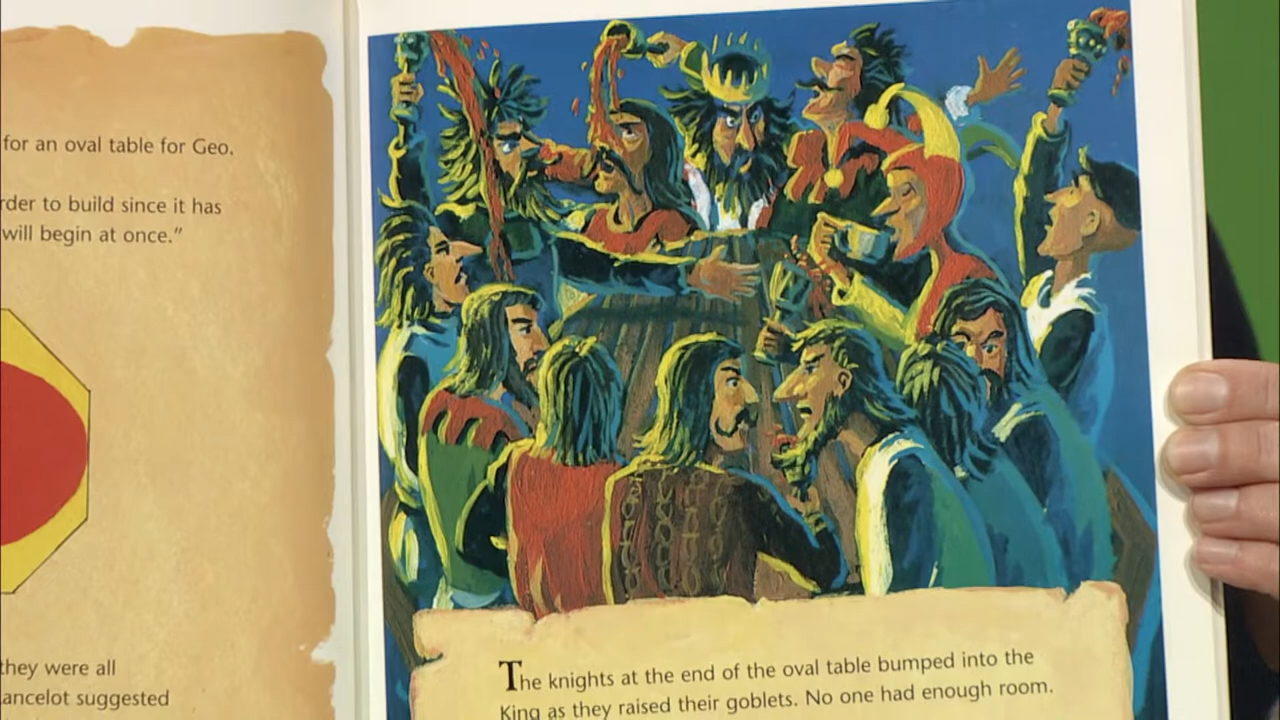 for an oval table for Geo.
to build since it has
will begin at once."
they were all
suggested
The knights at the end of the oval table bumped into the
King as they raised their goblets. No one had enough room.